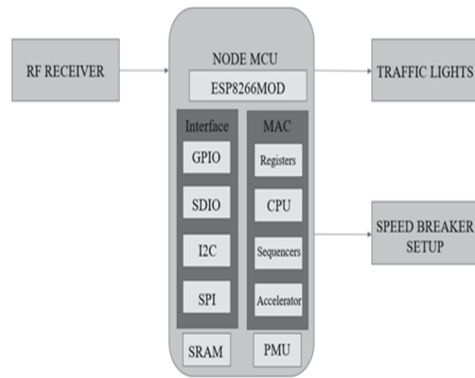 RF RECEIVER
NODE MCU
ESP8266MOD
Interface
GPIO
SDIO
I2C
SPI
MAC
Registers
CPU
Sequencers
Accelerator
SRAM
PMU
TRAFFIC LIGHTS
SPEED BREAKER
SETUP